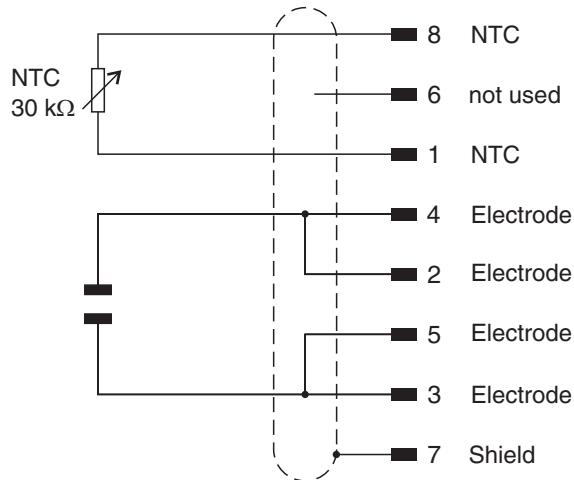 8 NTC
NTC
30 kΩ
6 not used
1 NTC
4 Electrode
2 Electrode
5 Electrode
3 Electrode
7 Shield